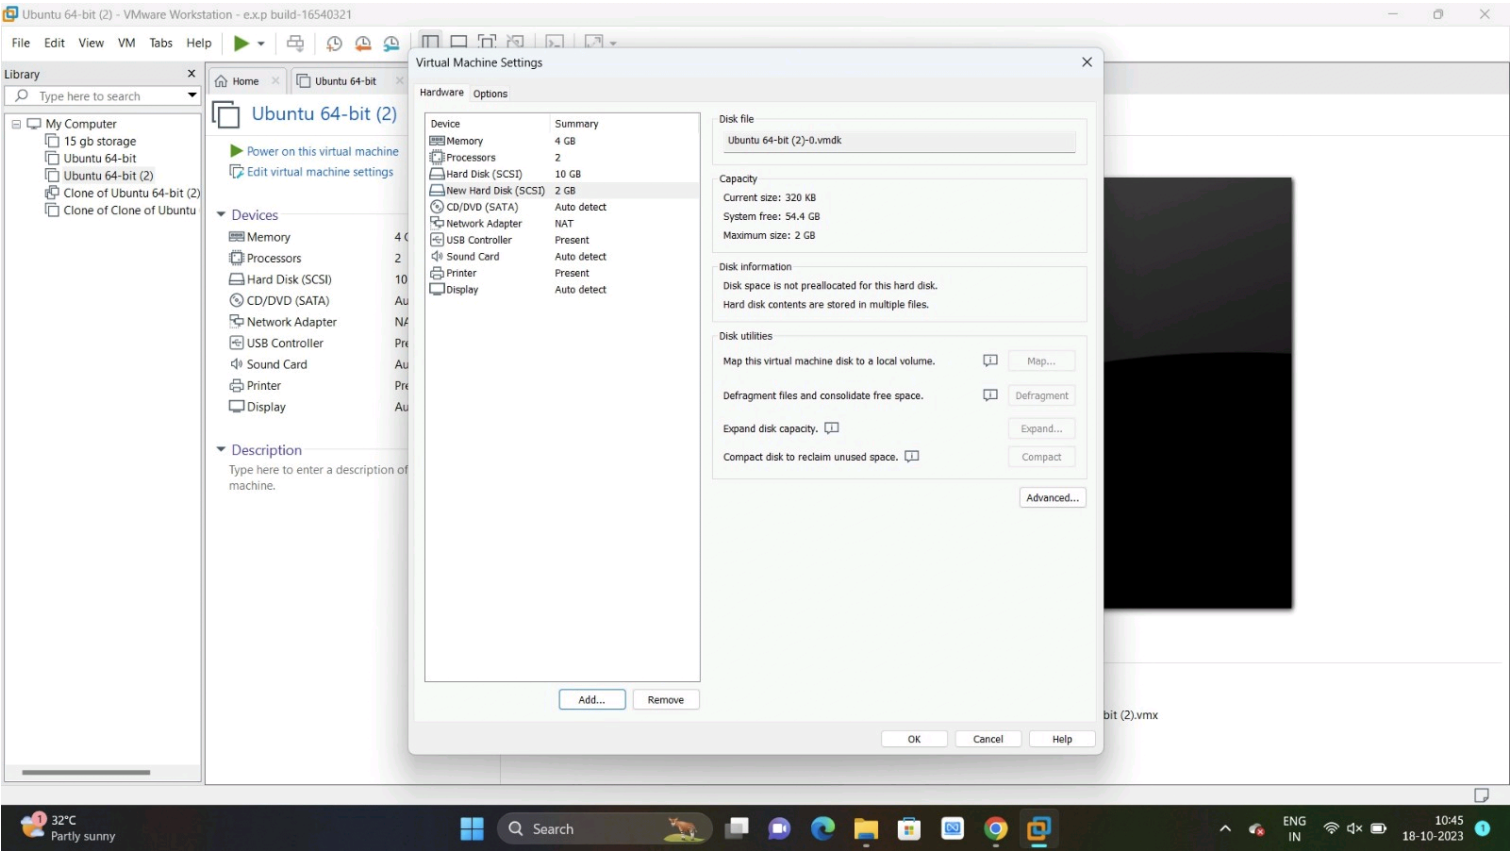 Ubuntu 64-bit (2) - VMware Workstation - e.x.p build-16540321
File Edit View VM Tabs Help
Library X
Type here to search
My Computer
15 gb storage
Ubuntu 64-bit
Ubuntu 64-bit (2)
Clone of Ubuntu 64-bit (2)
Clone of Clone of Ubuntu
Home × Ubuntu 64-bit ×
Ubuntu 64-bit (2)
Power on this virtual machine
Edit virtual machine settings
Devices
Memory 4 G
Processors 2
Hard Disk (SCSI) 10
CD/DVD (SATA) Au
Network Adapter NA
USB Controller Pre
Sound Card Au
Printer Pre
Display Au
Description
Type here to enter a description of
machine.
Virtual Machine Settings
Hardware Options
Device Summary
Memory 4 GB
Processors 2
Hard Disk (SCSI) 10 GB
New Hard Disk (SCSI) 2 GB
CD/DVD (SATA) Auto detect
Network Adapter NAT
USB Controller Present
Sound Card Auto detect
Printer Present
Display Auto detect
Add... Remove
Disk file
Ubuntu 64-bit (2)-0.vmdk
Capacity
Current size: 320 KB
System free: 54.4 GB
Maximum size: 2 GB
Disk information
Disk space is not preallocated for this hard disk.
Hard disk contents are stored in multiple files.
Disk utilities
Map this virtual machine disk to a local volume. Map...
Defragment files and consolidate free space. Defragment
Expand disk capacity. Expand...
Compact disk to reclaim unused space. Compact
Advanced...
OK Cancel Help
bit (2).vmx
1
32°C
Partly sunny
Search
ENG
IN
10:45
18-10-2023
1